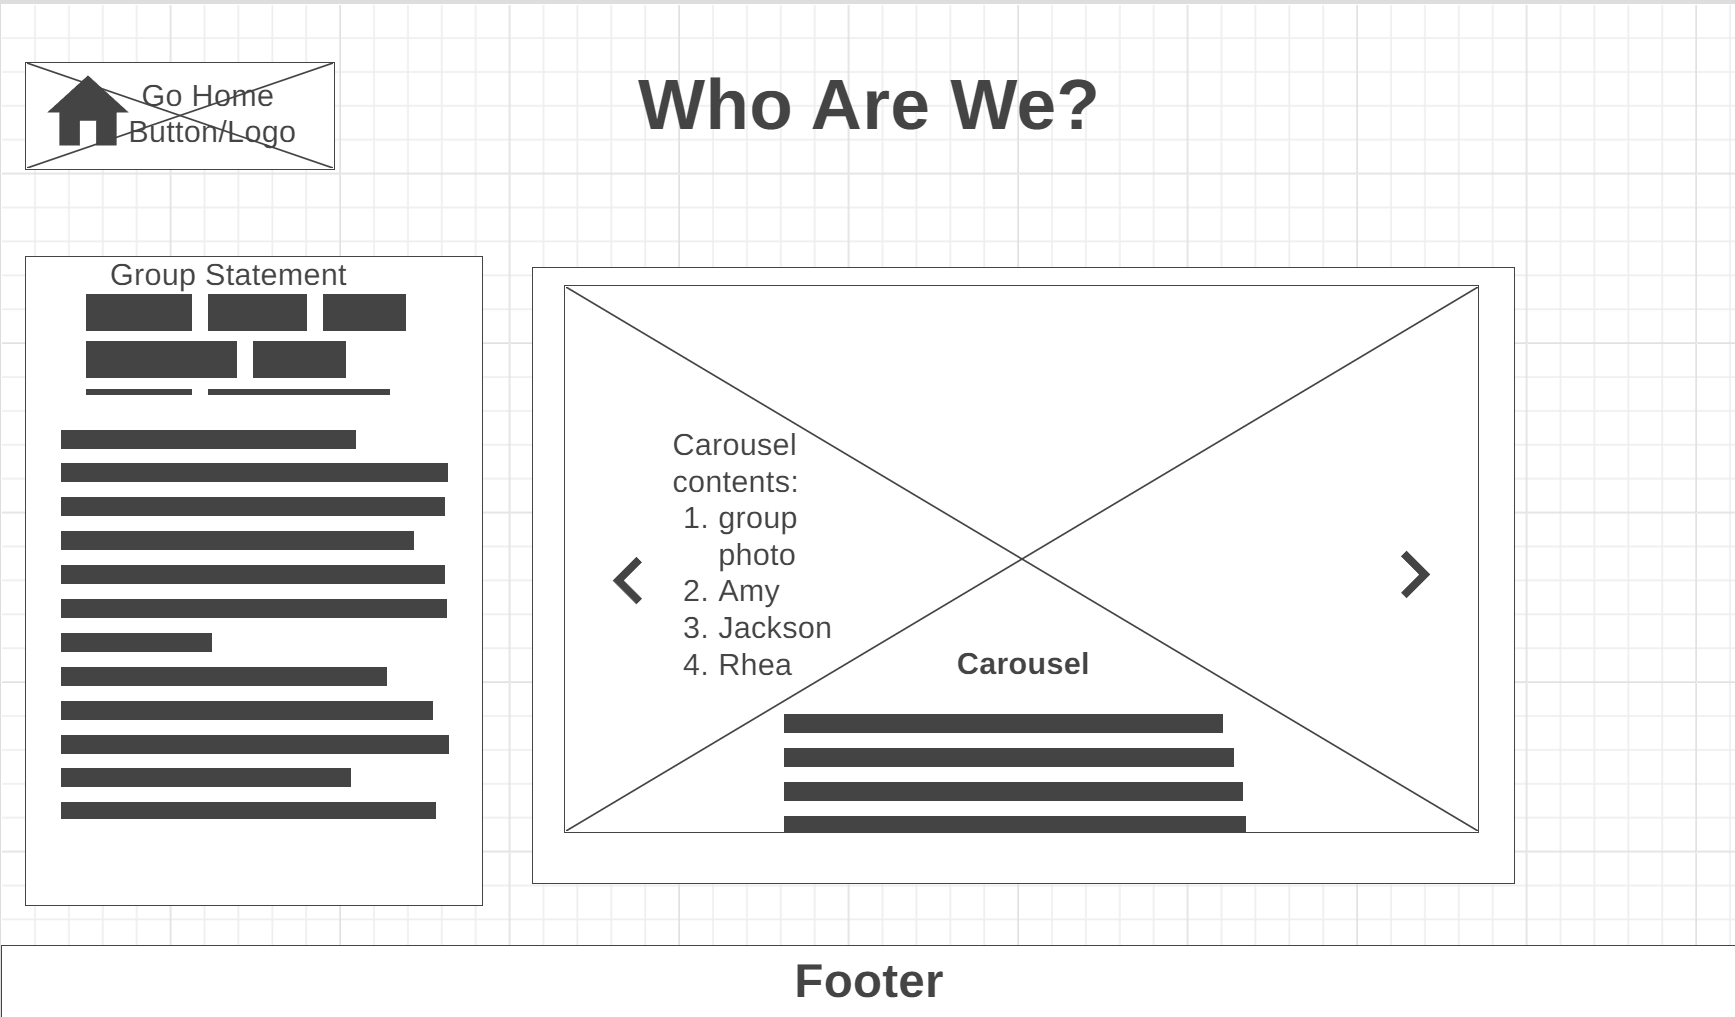 Go Home
Button/Logo
Who Are We?
Group Statement
Carousel
contents:
1. group
photo
2. Amy
3. Jackson
4. Rhea
Carousel
Footer